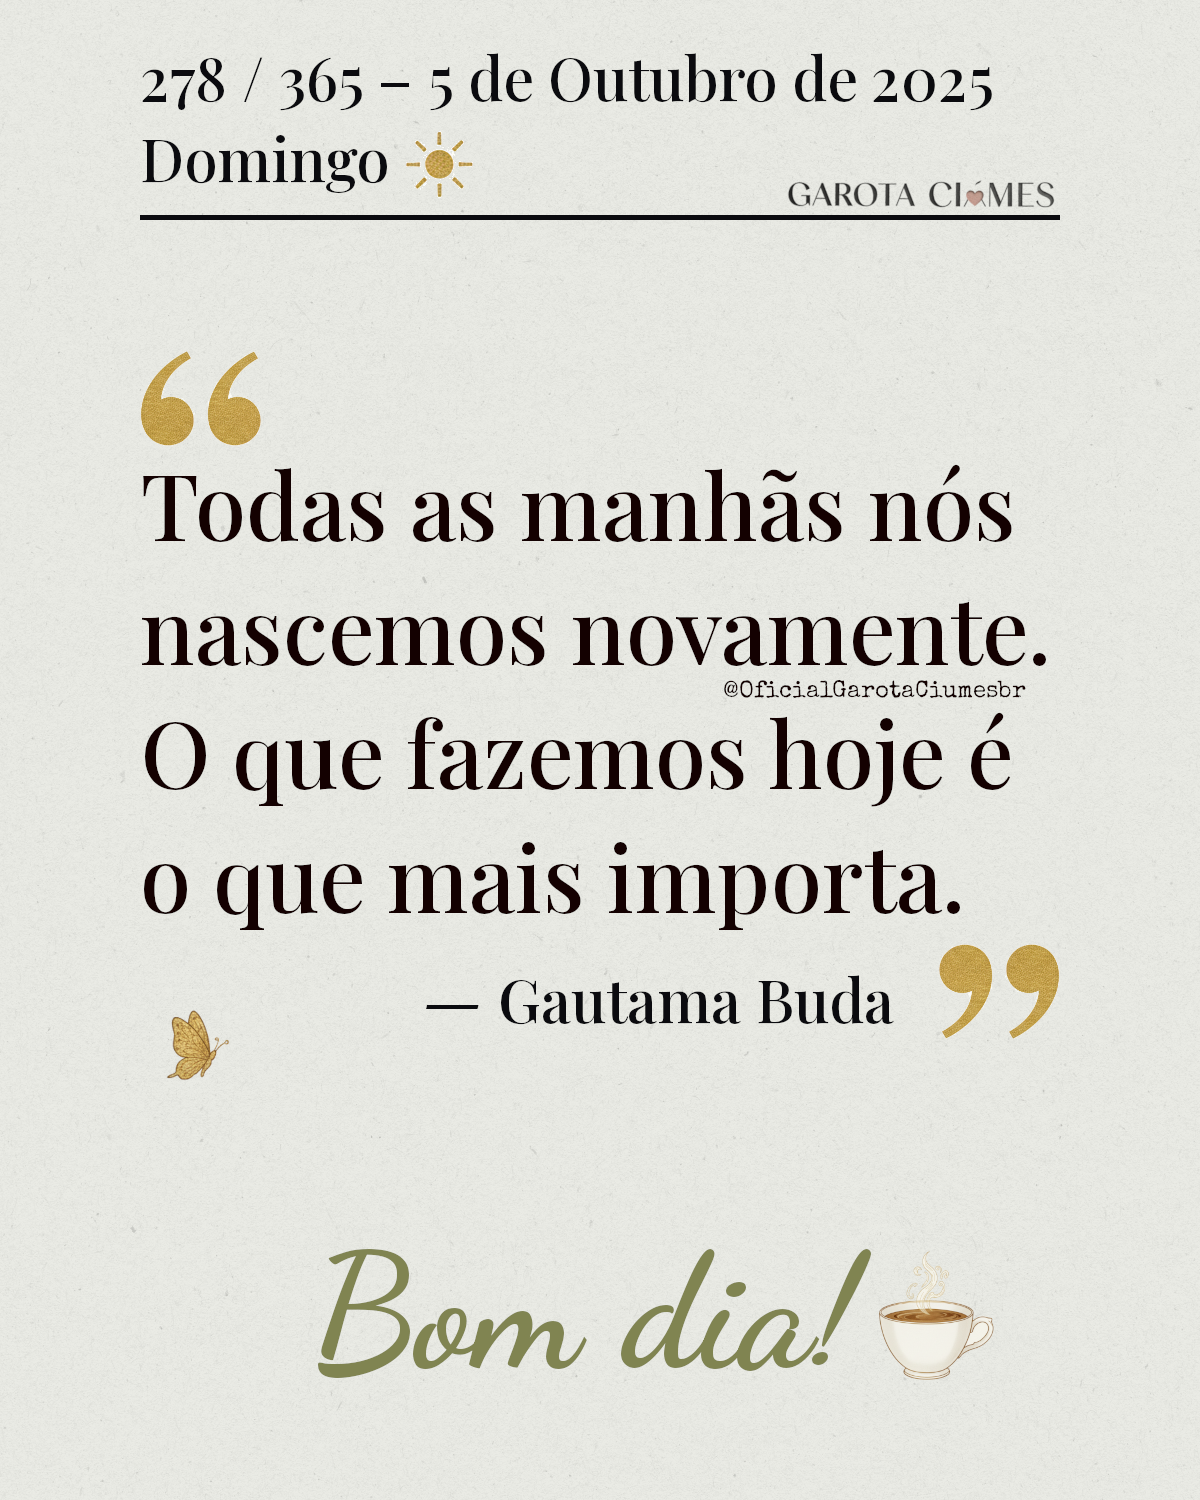 278 / 365 – 5 de Outubro de 2025
Domingo
GAROTA CIÚMES
“
Todas as manhãs nós
nascemos novamente.
@OficialGarotaCiumesbr
O que fazemos hoje é
o que mais importa.
”
— Gautama Buda
Bom dia!